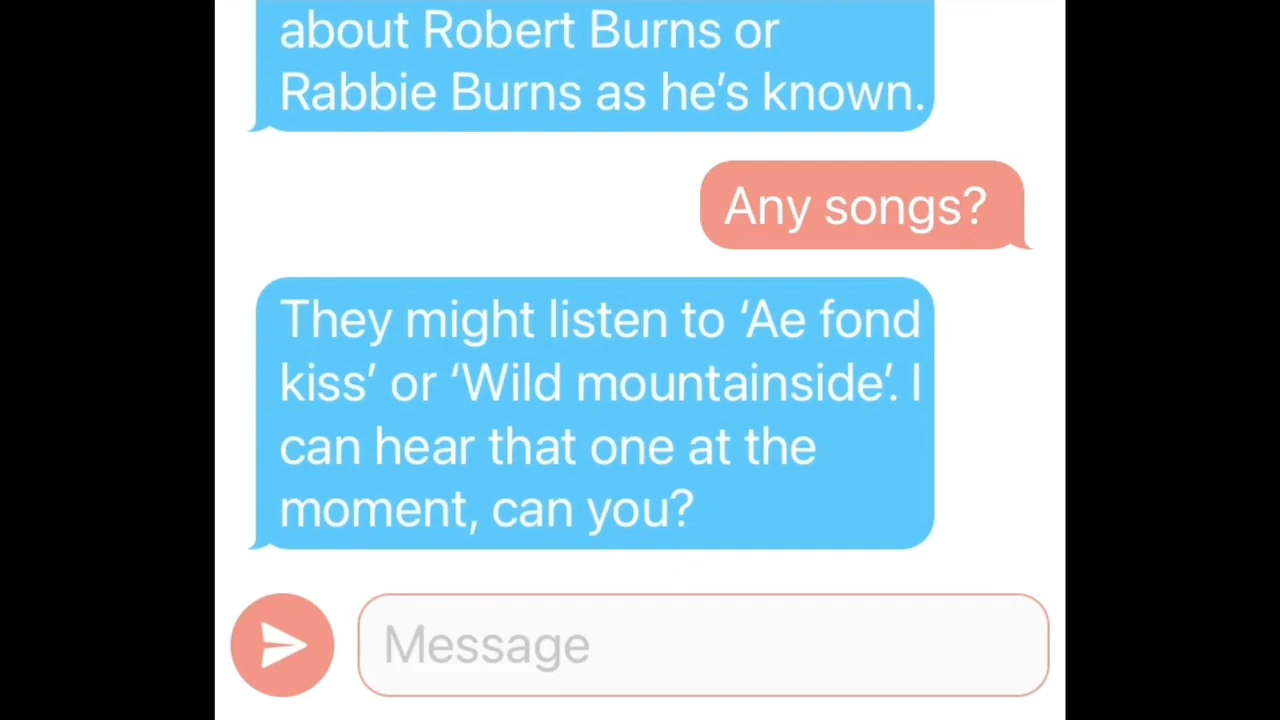 about Robert Burns or
Rabbie Burns as he’s known.
Any songs?
They might listen to ‘Ae fond
kiss’ or ‘Wild mountainside’. I
can hear that one at the
moment, can you?
Message